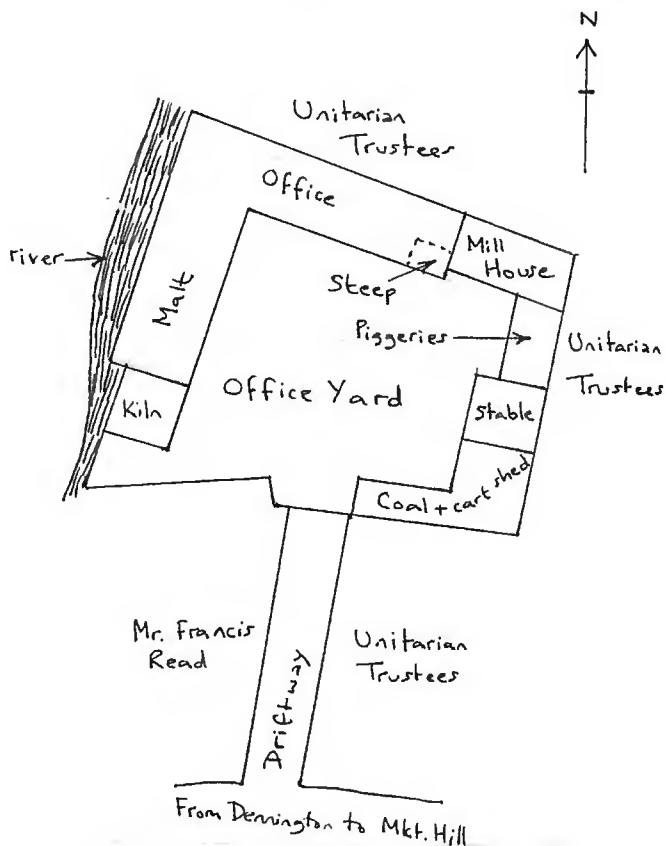 N
Unitarian
Trustees
Office
Mill
House
river
Steep
Malt
Piggeries
Unitarian
Trustees
Office Yard
Kiln
Stable
Coal + cart shed
Mr. Francis
Read
Unitarian
Trustees
Driftway
From Dennington to Mkt. Hill